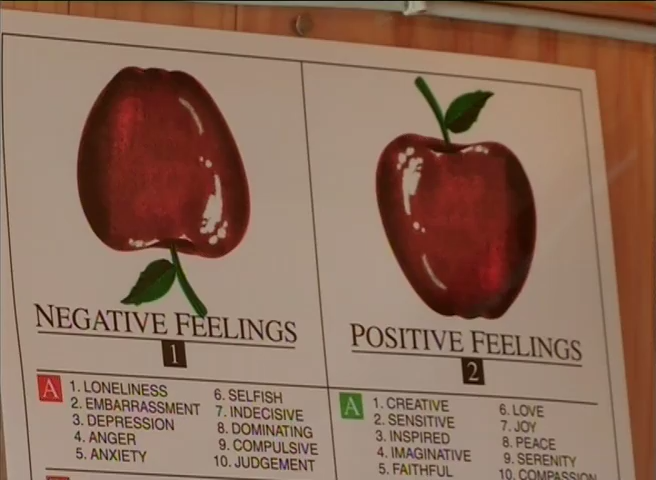 NEGATIVE FEELINGS
1
A
1. LONELINESS
2. EMBARRASSMENT
3. DEPRESSION
4. ANGER
5. ANXIETY
6. SELFISH
7. INDECISIVE
8. DOMINATING
9. COMPULSIVE
10. JUDGEMENT
POSITIVE FEELINGS
2
A
1. CREATIVE
2. SENSITIVE
3. INSPIRED
4. IMAGINATIVE
5. FAITHFUL
6. LOVE
7. JOY
8. PEACE
9. SERENITY
10. COMPASSION